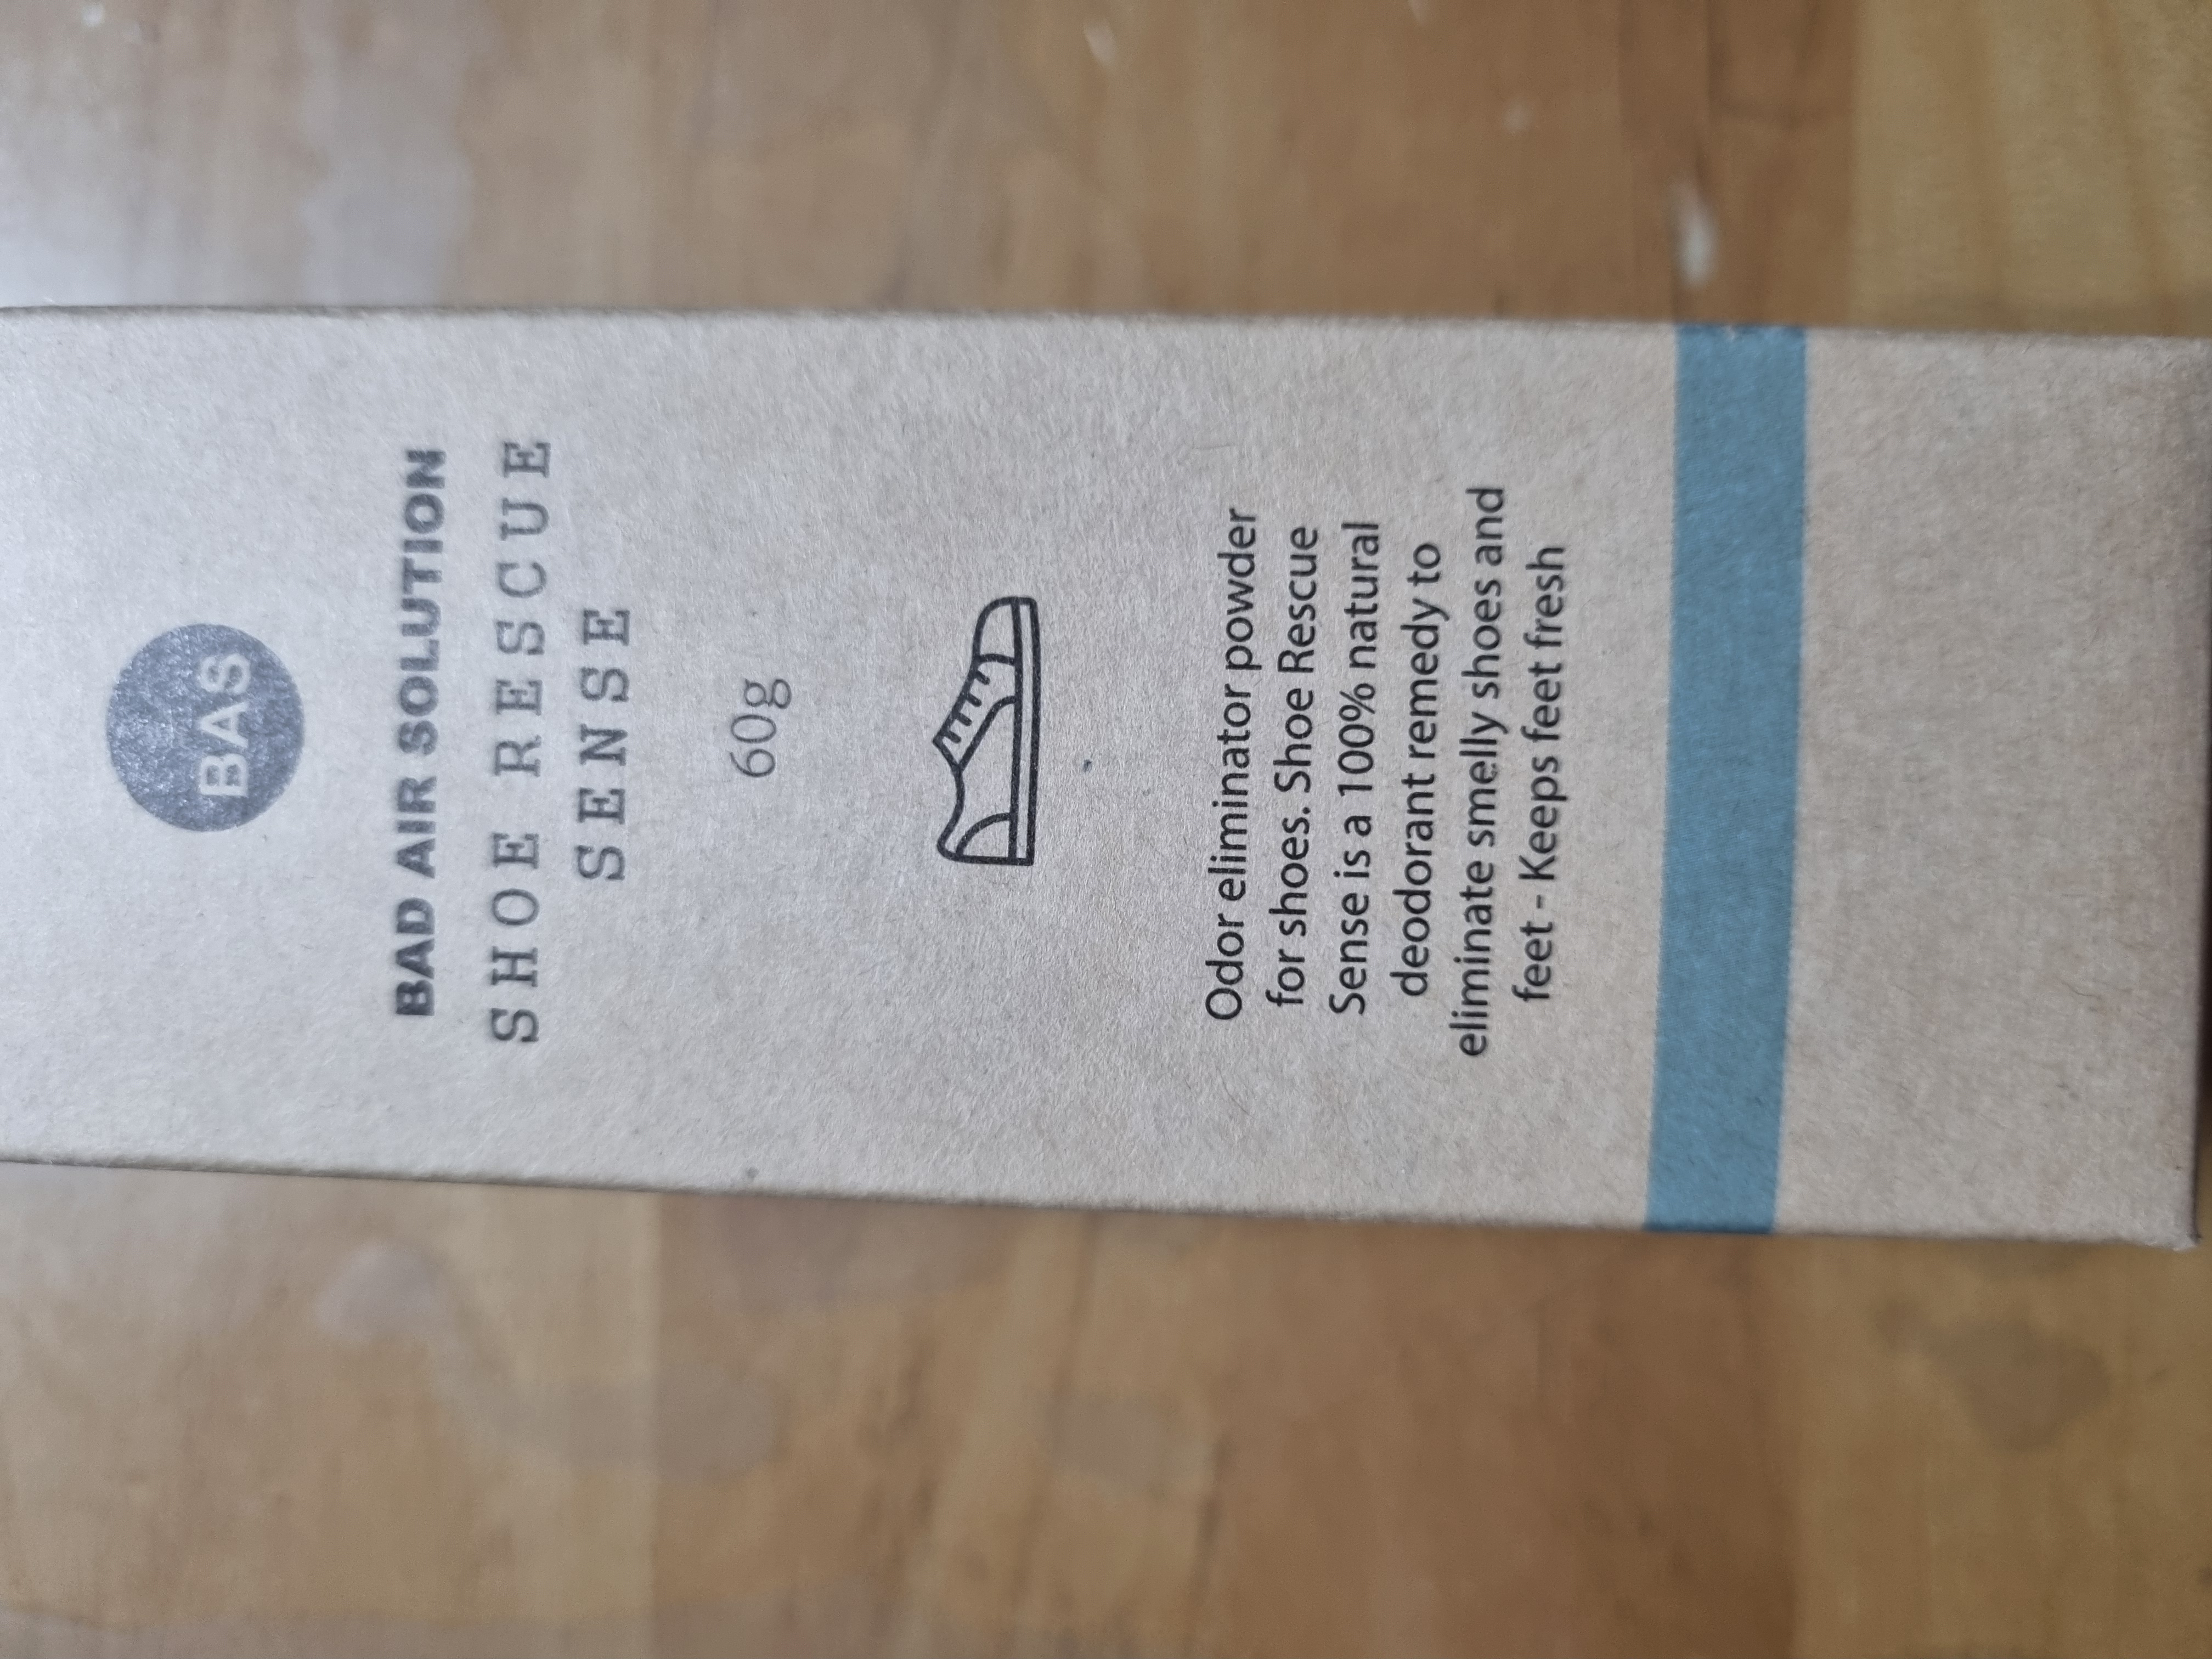 BAS
BAD AIR SOLUTION
SHOE RESCUE
SENSE
60g
Odor eliminator powder
for shoes. Shoe Rescue
Sense is a 100% natural
deodorant remedy to
eliminate smelly shoes and
feet - Keeps feet fresh